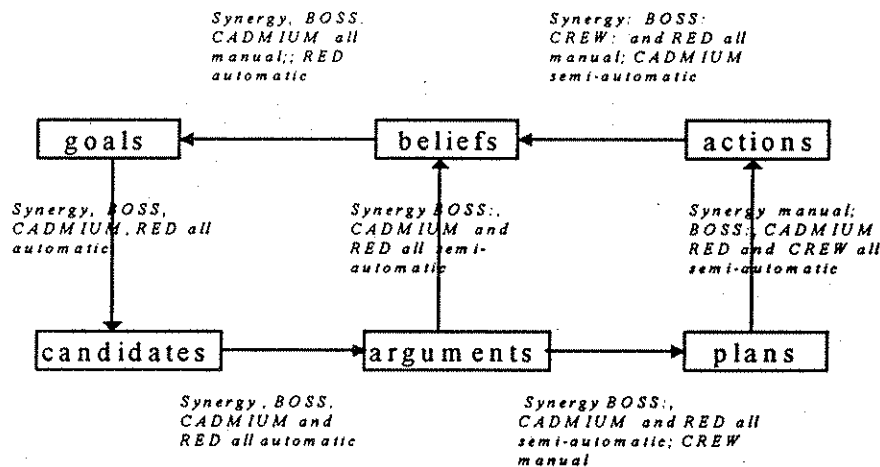 Synergy, BOSS.
CADMIUM all
manual;; RED
automatic
Synergy: BOSS:
CREW: and RED all
manual; CADMIUM
semi-automatic
goals
beliefs
actions
Synergy, BOSS,
CADMIUM, RED all
automatic
Synergy BOSS:,
CADMIUM and
RED all semi-
automatic
Synergy manual;
BOSS:, CADMIUM
RED and CREW all
semi-automatic
candidates
arguments
plans
Synergy, BOSS,
CADMIUM and
RED all automatic
Synergy BOSS:,
CADMIUM and RED all
semi-automatic; CREW
manual